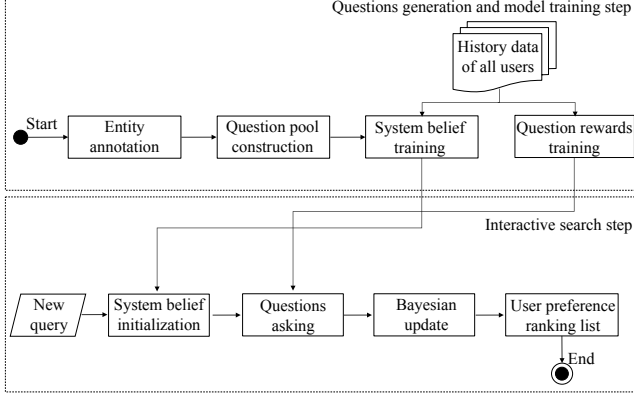 Questions generation and model training step
History data
of all users
Start
Entity
annotation
Question pool
construction
System belief
training
Question rewards
training
Interactive search step
New
query
System belief
initialization
Questions
asking
Bayesian
update
User preference
ranking list
End